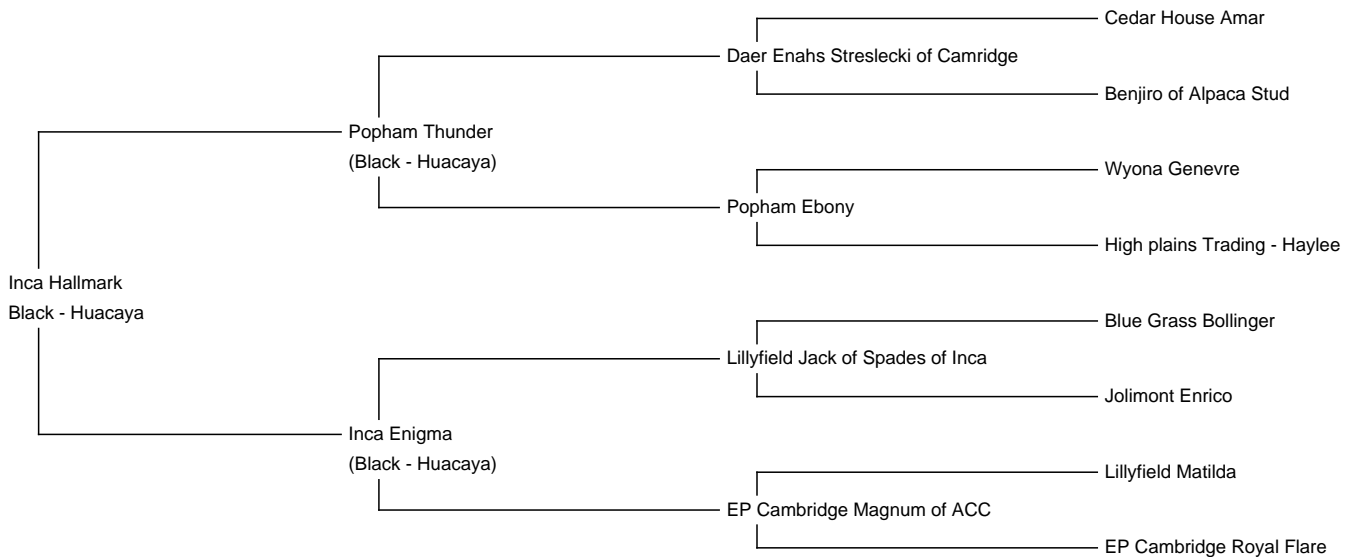 Cedar House Amar
Daer Enahs Streslecki of Camridge
Benjiro of Alpaca Stud
Popham Thunder
(Black - Huacaya)
Wyona Genevre
Popham Ebony
High plains Trading - Haylee
Inca Hallmark
Black - Huacaya
Blue Grass Bollinger
Lillyfield Jack of Spades of Inca
Jolimont Enrico
Inca Enigma
(Black - Huacaya)
Lillyfield Matilda
EP Cambridge Magnum of ACC
EP Cambridge Royal Flare